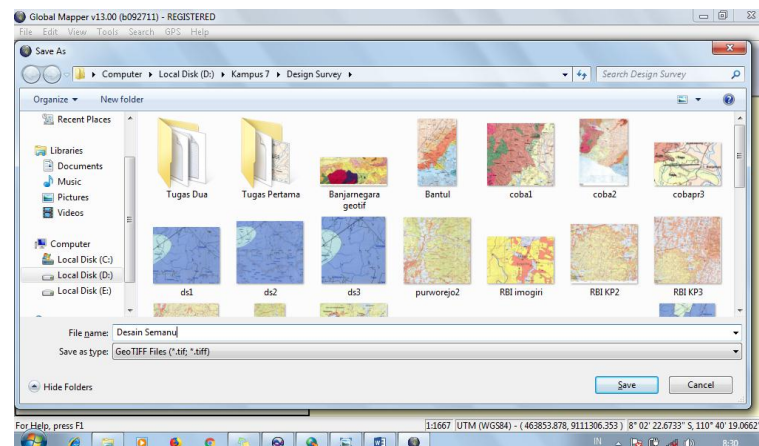 Global Mapper v13.00 (b092711) - REGISTERED
File Edit View Tools Search GPS Help
Save As
Computer Local Disk (D:) Kampus 7 Design Survey
Search Design Survey
Organize New folder
Recent Places
Libraries
Documents
Music
Pictures
Videos
Computer
Local Disk (C:)
Local Disk (D:)
Local Disk (E:)
Tugas Dua Tugas Pertama Banjarnegara geotif Bantul coba1 coba2 cobapr3
ds1 ds2 ds3 purworejo2 RBI imogiri RBI KP2 RBI KP3
File name: Desain Semanu
Save as type: GeoTIFF Files (*.tif; *.tiff)
Hide Folders
Save Cancel
For Help, press F1
1:1667 UTM (WGS84) - ( 463853.878, 9111306.353 ) 8° 02' 22.6733" S, 110° 40' 19.0662"
IN 8:30